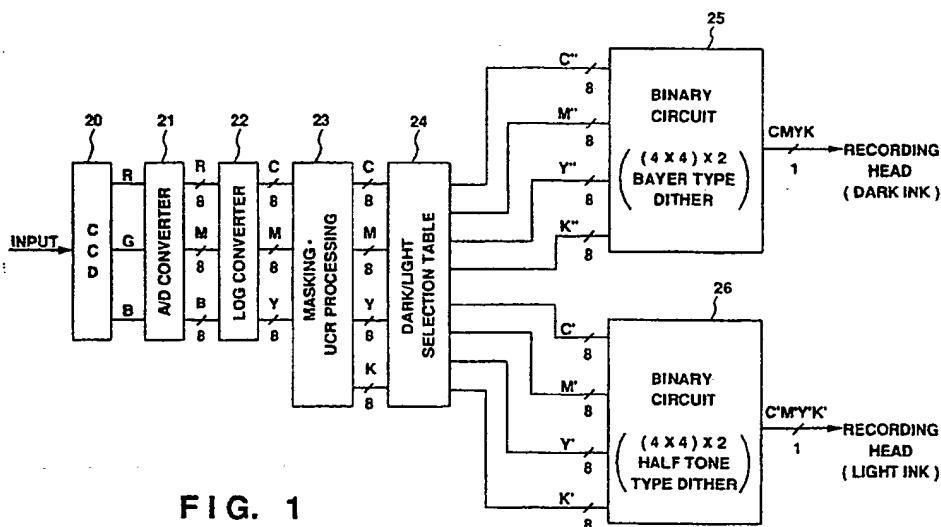 25
C" 8
M" 8
Y" 8
K" 8
BINARY
CIRCUIT
(4 X 4) X 2
BAYER TYPE
DITHER
CMYK
1
RECORDING
HEAD
(DARK INK)
20
21
22
23
24
INPUT
CCD
R
G
B
A/D CONVERTER
R 8
M 8
B 8
LOG CONVERTER
C 8
M 8
Y 8
MASKING·
UCR PROCESSING
C 8
M 8
Y 8
K 8
DARK/LIGHT
SELECTION TABLE
26
C' 8
M' 8
Y' 8
K' 8
BINARY
CIRCUIT
(4 X 4) X 2
HALF TONE
TYPE DITHER
C'M'Y'K'
1
RECORDING
HEAD
(LIGHT INK)
FIG. 1